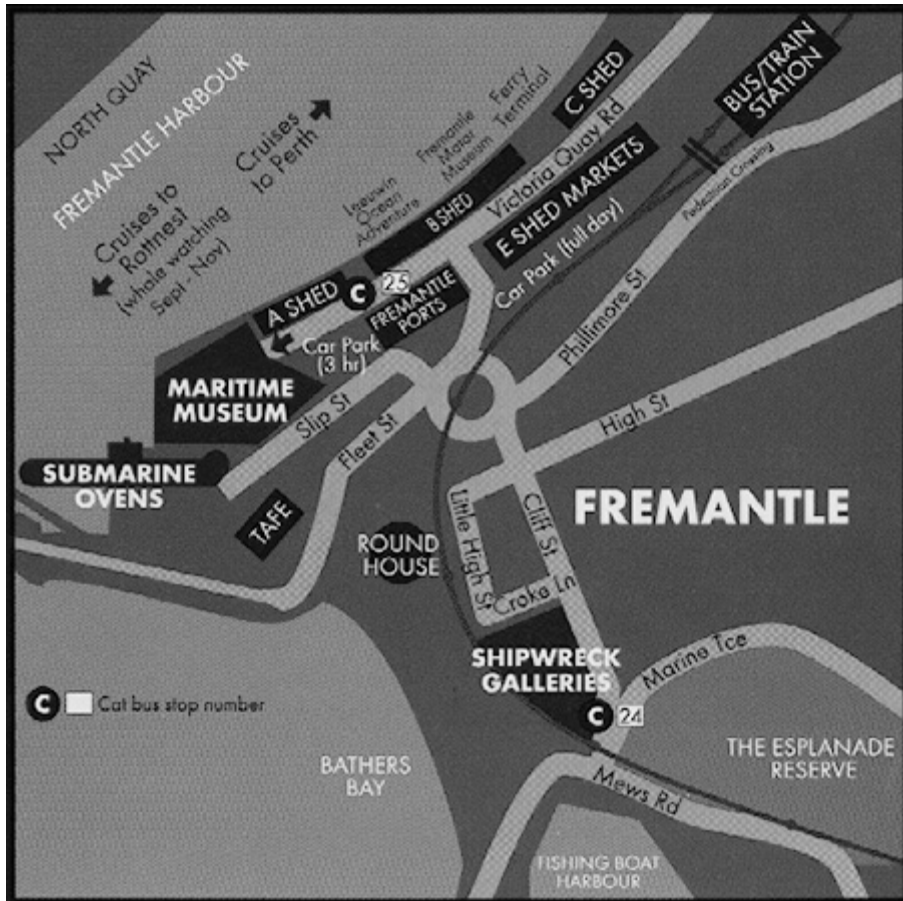 NORTH QUAY
FREMANTLE HARBOUR
Cruises
to Perth
Cruises to
Rottnest
(whale watching
Sept - Nov)
Leeuwin
Ocean
Adventure
Fremantle
Motor
Museum
Ferry
Terminal
C SHED
BUS/TRAIN
STATION
B SHED
Victoria Quay Rd
E SHED MARKETS
Pedestrian Crossing
A SHED
C 25
FREMANTLE
PORTS
Car Park (full day)
Car Park
(3 hr)
Phillimore St
MARITIME
MUSEUM
Slip St
Fleet St
High St
SUBMARINE
OVENS
TAFE
Little High St
Cliff St
FREMANTLE
ROUND
HOUSE
Croke Ln
SHIPWRECK
GALLERIES
Marine Tce
C Cat bus stop number
C 24
THE ESPLANADE
RESERVE
BATHERS
BAY
Mews Rd
FISHING BOAT
HARBOUR